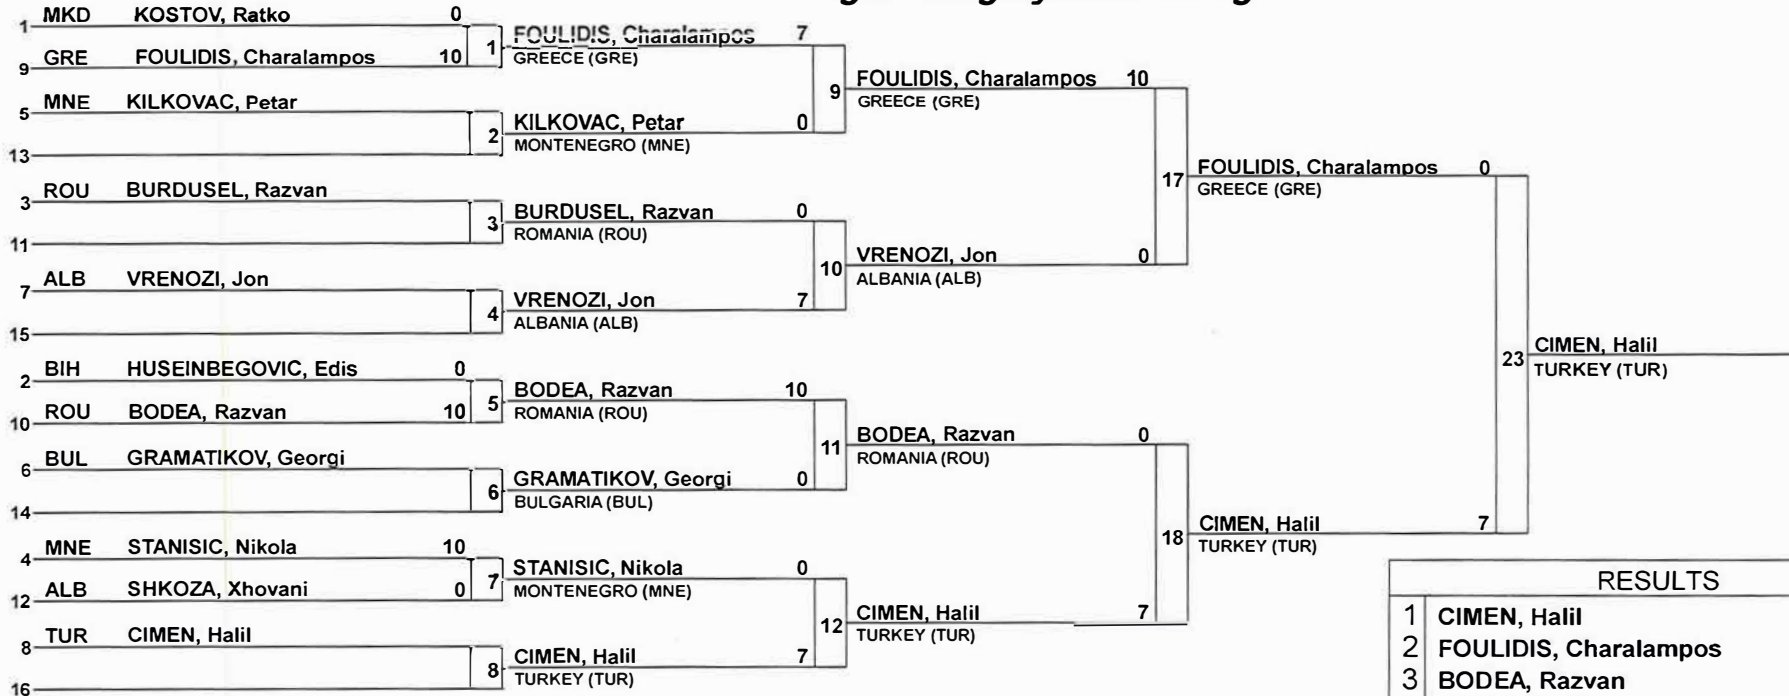 1 MKD KOSTOV, Ratko 0
9 GRE FOULIDIS, Charalampos 10
1
FOULIDIS, Charalampos 7
GREECE (GRE)
5 MNE KILKOVAC, Petar
13
2
KILKOVAC, Petar 0
MONTENEGRO (MNE)
9
FOULIDIS, Charalampos 10
GREECE (GRE)
3 ROU BURDUSEL, Razvan
11
3
BURDUSEL, Razvan 0
ROMANIA (ROU)
7 ALB VRENOZI, Jon
15
4
VRENOZI, Jon 7
ALBANIA (ALB)
10
VRENOZI, Jon 0
ALBANIA (ALB)
17
FOULIDIS, Charalampos 0
GREECE (GRE)
2 BIH HUSEINBEGOVIC, Edis 0
10 ROU BODEA, Razvan 10
5
BODEA, Razvan 10
ROMANIA (ROU)
6 BUL GRAMATIKOV, Georgi
14
6
GRAMATIKOV, Georgi 0
BULGARIA (BUL)
11
BODEA, Razvan 0
ROMANIA (ROU)
4 MNE STANISIC, Nikola 10
12 ALB SHKOZA, Xhovani 0
7
STANISIC, Nikola 0
MONTENEGRO (MNE)
8 TUR CIMEN, Halil
16
8
CIMEN, Halil 7
TURKEY (TUR)
12
CIMEN, Halil 7
TURKEY (TUR)
18
CIMEN, Halil 7
TURKEY (TUR)
23
CIMEN, Halil
TURKEY (TUR)
RESULTS
1 CIMEN, Halil
2 FOULIDIS, Charalampos
3 BODEA, Razvan